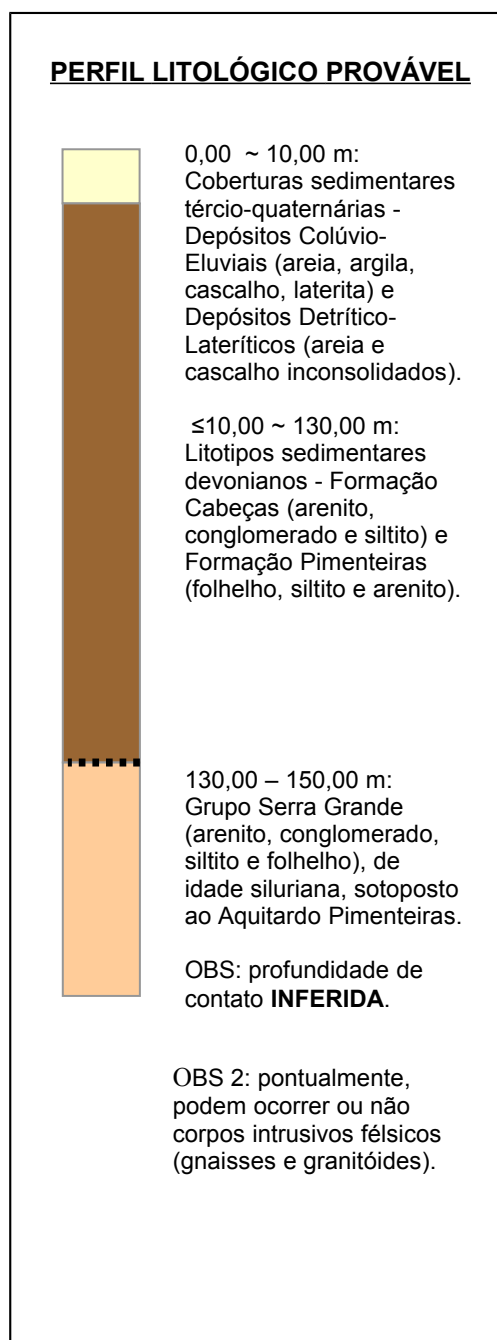 PERFIL LITOLÓGICO PROVÁVEL
0,00 ~ 10,00 m:
Coberturas sedimentares
tércio-quaternárias -
Depósitos Colúvio-
Eluviais (areia, argila,
cascalho, laterita) e
Depósitos Detrítico-
Lateríticos (areia e
cascalho inconsolidados).
≤10,00 ~ 130,00 m:
Litotipos sedimentares
devonianos - Formação
Cabeças (arenito,
conglomerado e siltito) e
Formação Pimenteiras
(folhelho, siltito e arenito).
130,00 – 150,00 m:
Grupo Serra Grande
(arenito, conglomerado,
siltito e folhelho), de
idade siluriana, sotoposto
ao Aquitardo Pimenteiras.
OBS: profundidade de
contato INFERIDA.
OBS 2: pontualmente,
podem ocorrer ou não
corpos intrusivos félsicos
(gnaisses e granitóides).